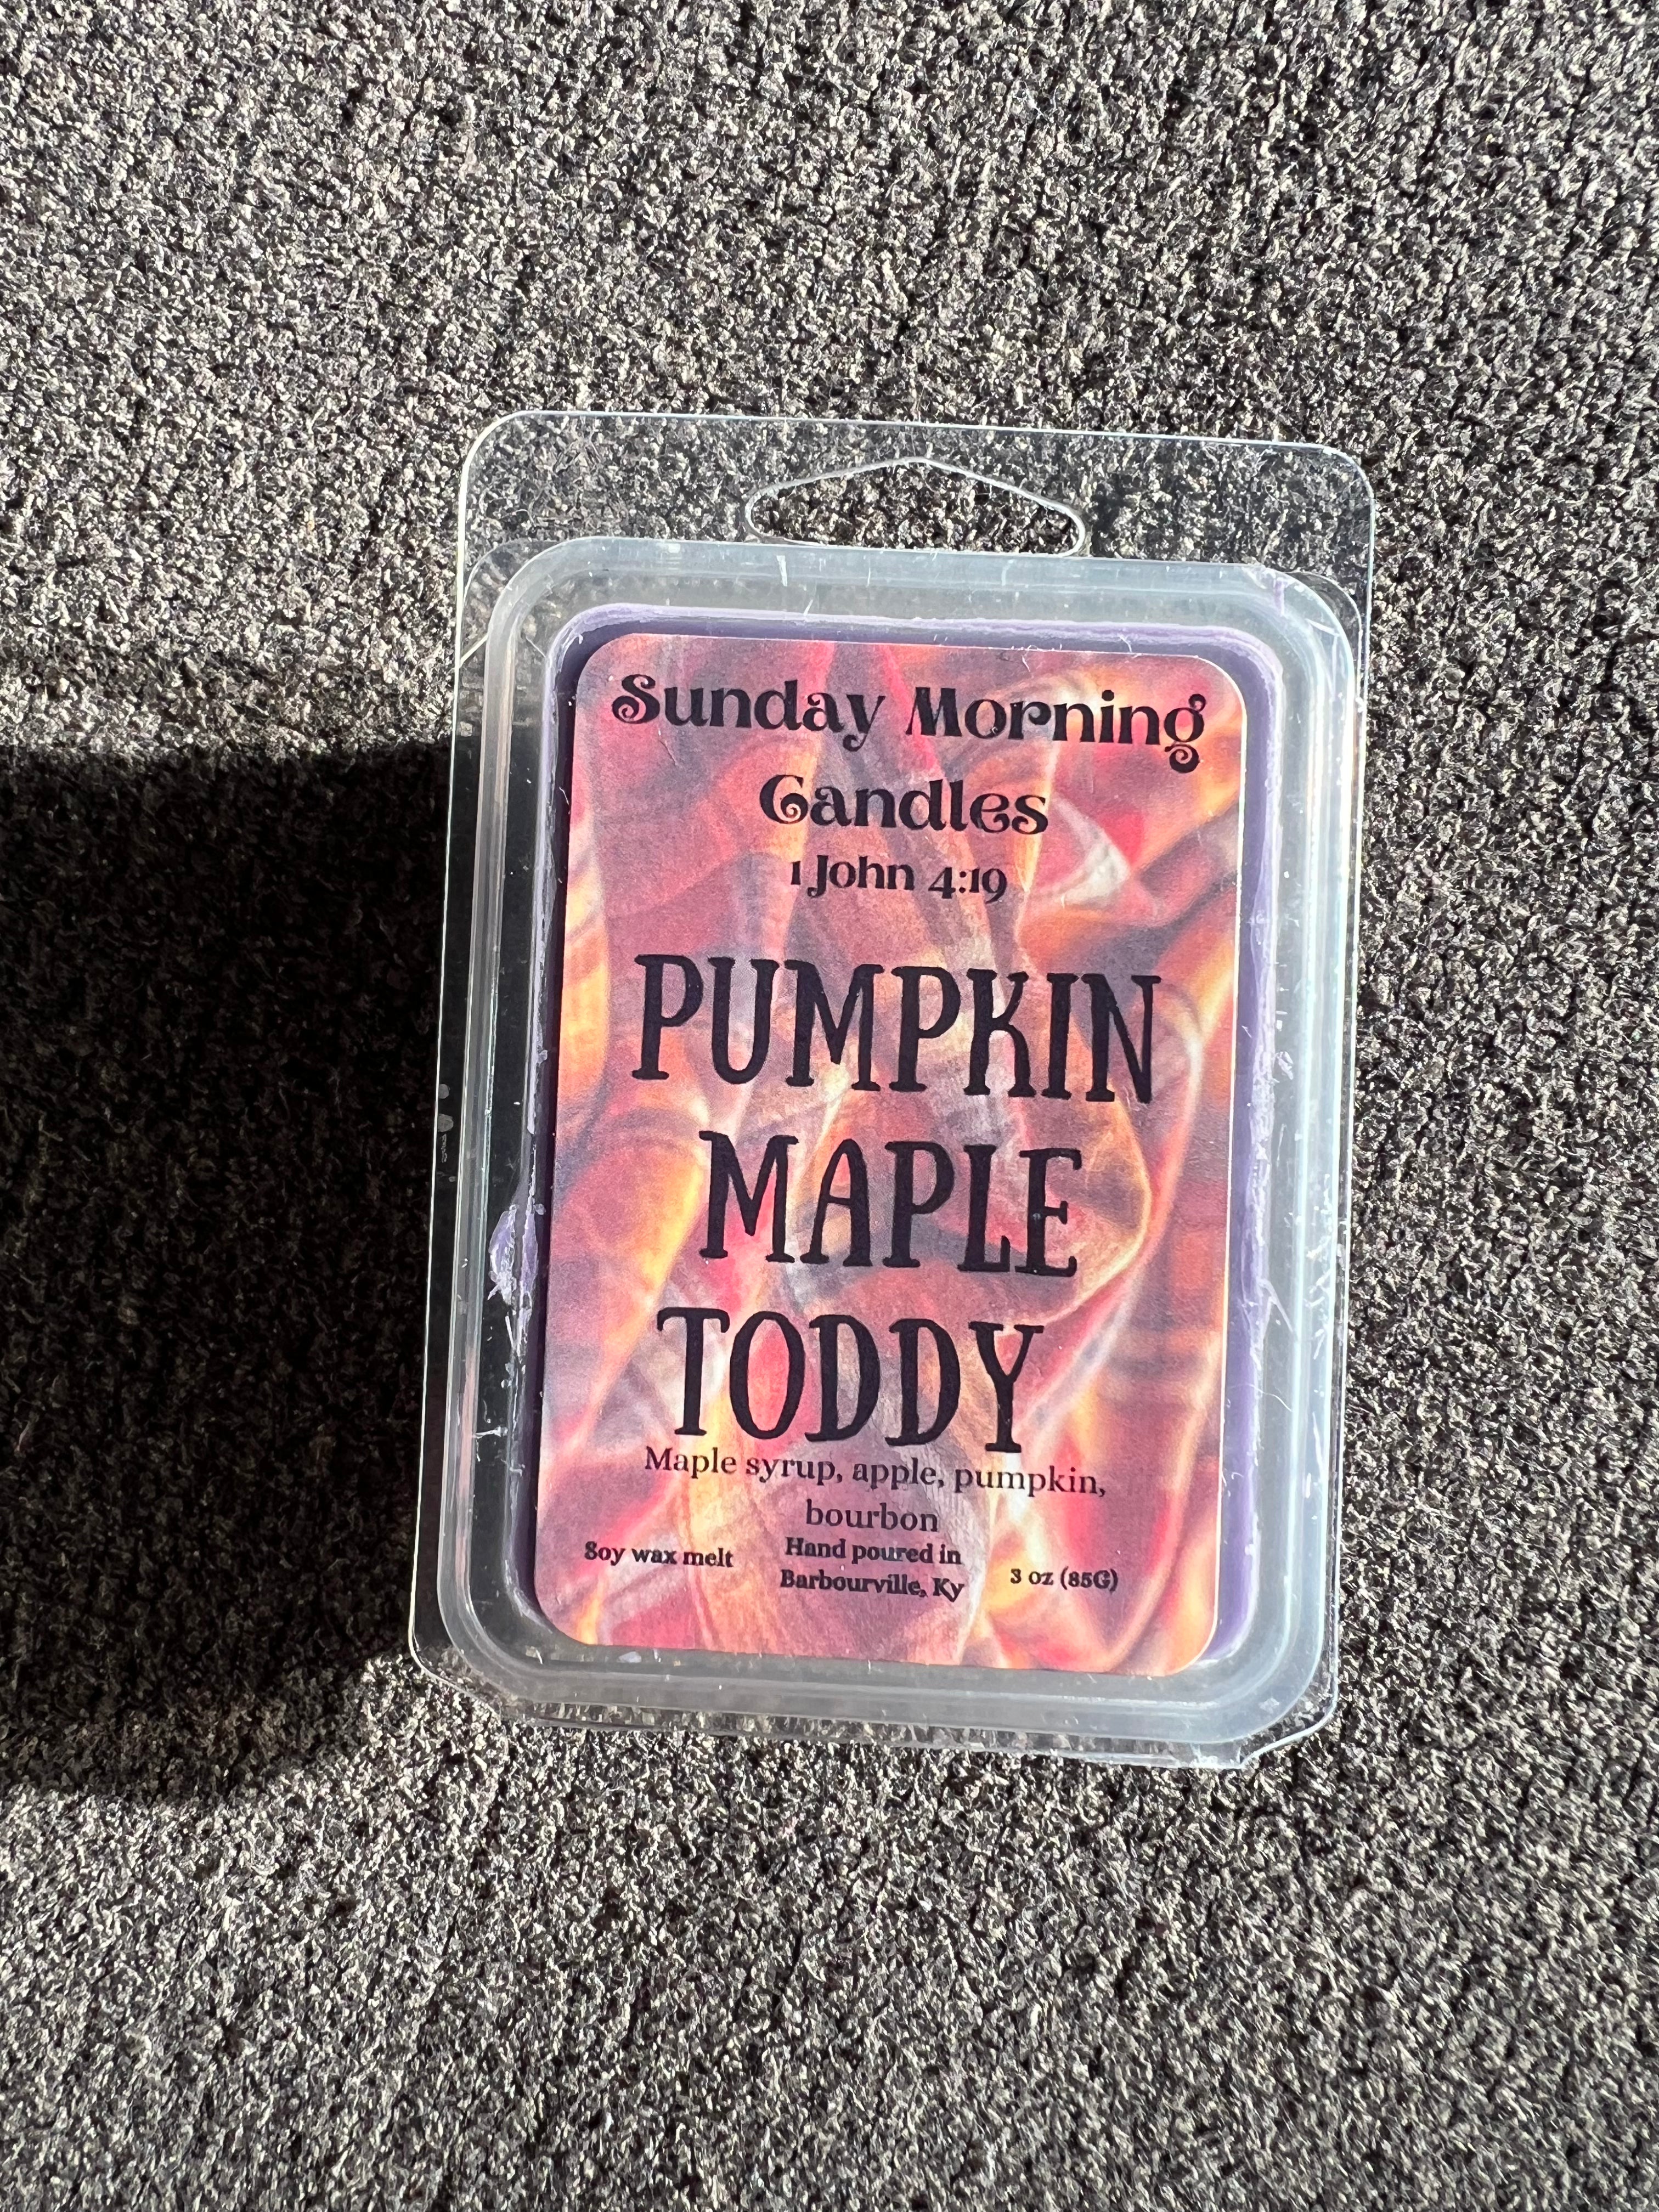 Sunday Morning
Candles
1 John 4:19
PUMPKIN
MAPLE
TODDY
Maple syrup, apple, pumpkin,
bourbon
Soy wax melt
Hand poured in
Barbourville, Ky
3 oz (85G)